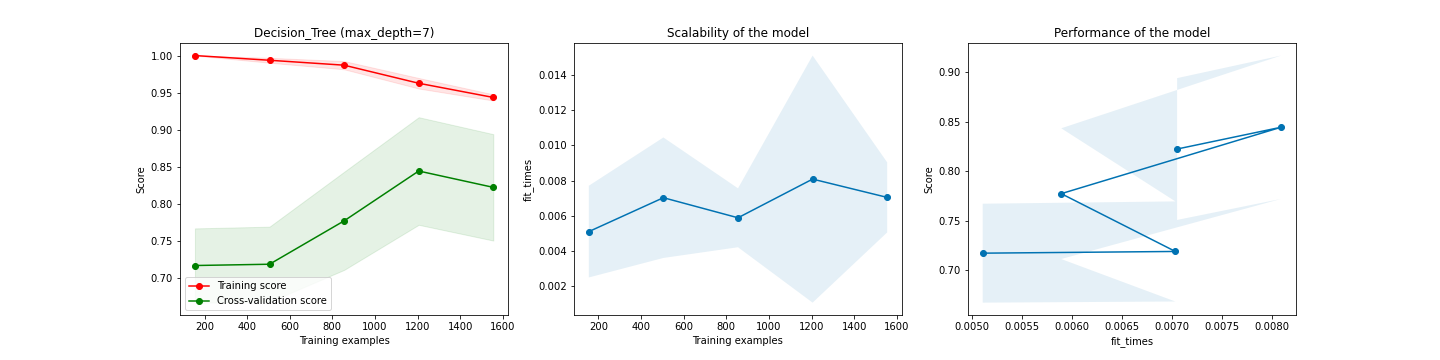 Decision_Tree (max_depth=7)
1.00
0.95
0.90
0.85
0.80
0.75
0.70
Score
Training score
Cross-validation score
200 400 600 800 1000 1200 1400 1600
Training examples
Scalability of the model
0.014
0.012
0.010
0.008
0.006
0.004
0.002
fit_times
200 400 600 800 1000 1200 1400 1600
Training examples
Performance of the model
0.90
0.85
0.80
0.75
0.70
Score
0.0050 0.0055 0.0060 0.0065 0.0070 0.0075 0.0080
fit_times